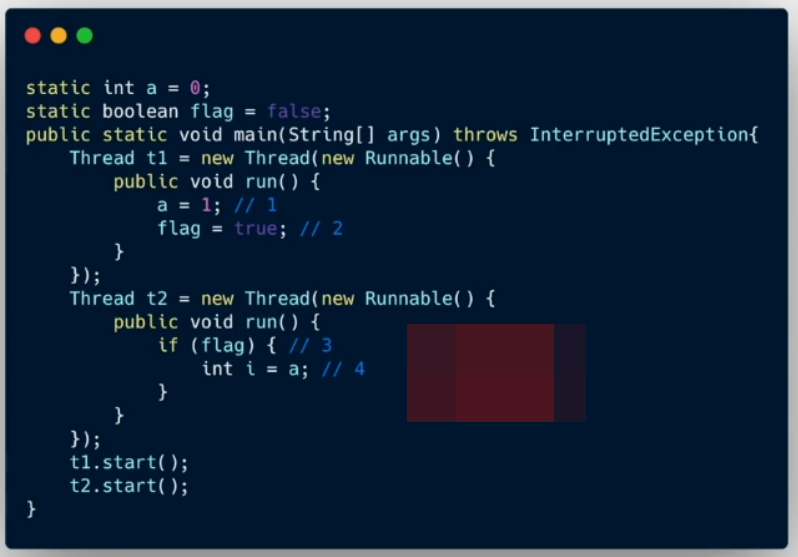 static int a = 0;
static boolean flag = false;
public static void main(String[] args) throws InterruptedException{
    Thread t1 = new Thread(new Runnable() {
        public void run() {
            a = 1; // 1
            flag = true; // 2
        }
    });
    Thread t2 = new Thread(new Runnable() {
        public void run() {
            if (flag) { // 3
                int i = a; // 4
            }
        }
    });
    t1.start();
    t2.start();
}